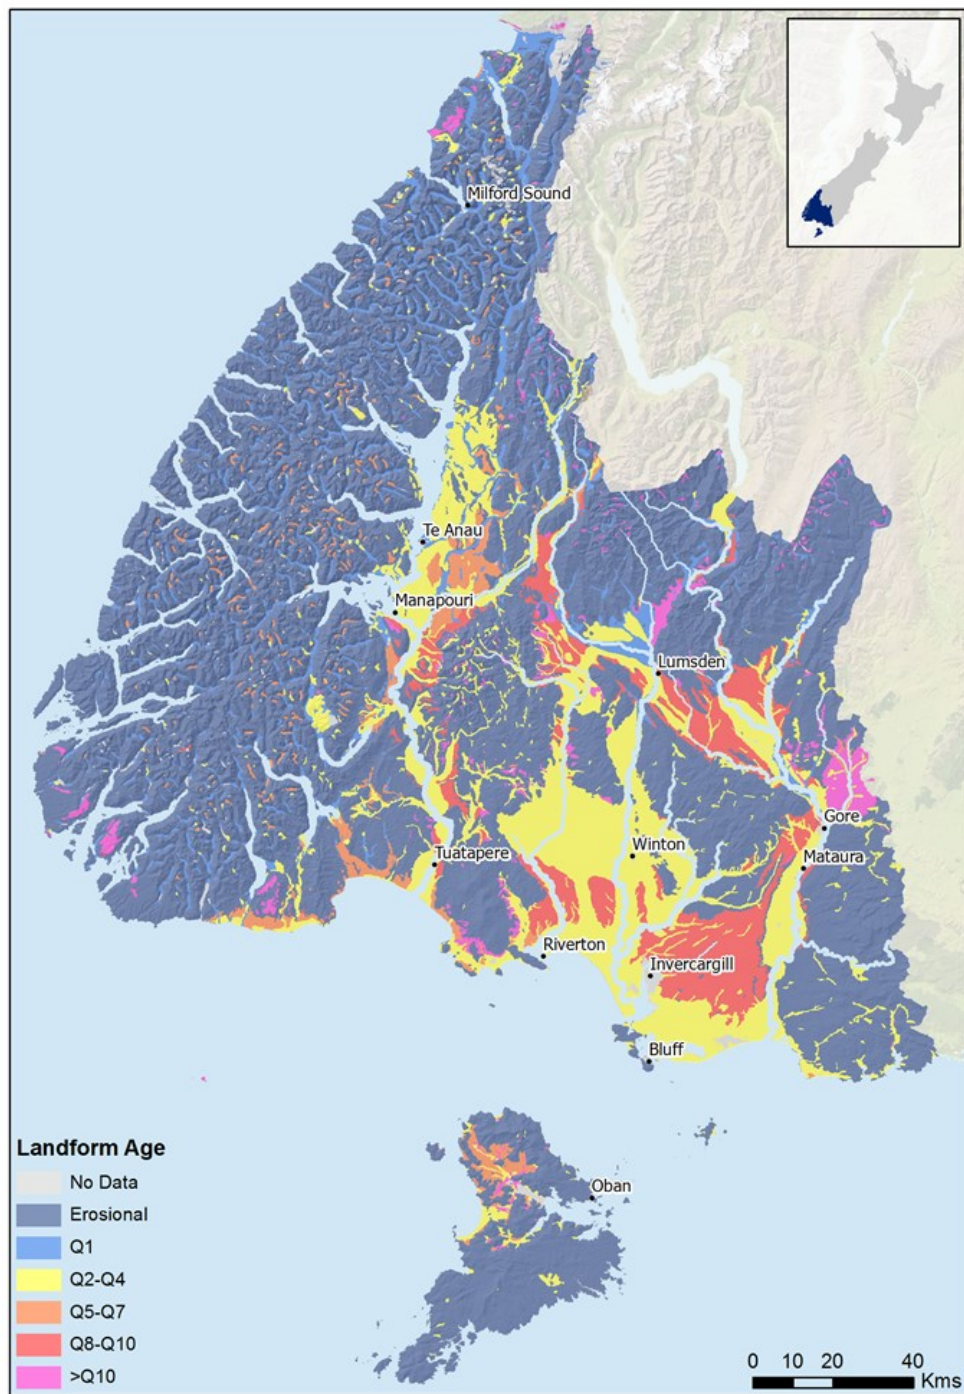 Milford Sound
Te Anau
Manapouri
Lumsden
Gore
Winton
Mataura
Tuatapere
Riverton
Invercargill
Bluff
Oban
Landform Age
No Data
Erosional
Q1
Q2-Q4
Q5-Q7
Q8-Q10
>Q10
0 10 20 40
Kms